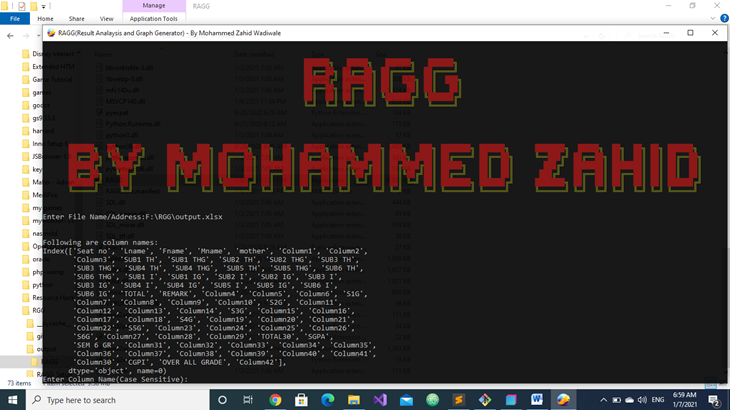 Manage
RAGG
File
Home
Share
View
Application Tools
RAGG(Result Analaysis and Graph Generator) - By Mohammed Zahid Wadiwale
RAGG
BY MOHAMMED ZAHID
Enter File Name/Address:F:\RGG\output.xlsx
Following are column names:
Index(['Seat no', 'Lname', 'Fname', 'Mname', 'mother', 'Column1', 'Column2',
'Column3', 'SUB1 TH', 'SUB1 THG', 'SUB2 TH', 'SUB2 THG', 'SUB3 TH',
'SUB3 THG', 'SUB4 TH', 'SUB4 THG', 'SUB5 TH', 'SUB5 THG', 'SUB6 TH',
'SUB6 THG', 'SUB1 I', 'SUB1 IG', 'SUB2 I', 'SUB2 IG', 'SUB3 I',
'SUB3 IG', 'SUB4 I', 'SUB4 IG', 'SUB5 I', 'SUB5 IG', 'SUB6 I',
'SUB6 IG', 'TOTAL', 'REMARK', 'Column4', 'Column5', 'Column6', 'S1G',
'Column7', 'Column8', 'Column9', 'Column10', 'S2G', 'Column11',
'Column12', 'Column13', 'Column14', 'S3G', 'Column15', 'Column16',
'Column17', 'Column18', 'S4G', 'Column19', 'Column20', 'Column21',
'Column22', 'S5G', 'Column23', 'Column24', 'Column25', 'Column26',
'S6G', 'Column27', 'Column28', 'Column29', 'TOTAL30', 'SGPA',
'SEM 6 GR', 'Column31', 'Column32', 'Column33', 'Column34', 'Column35',
'Column36', 'Column37', 'Column38', 'Column39', 'Column40', 'Column41',
'Column30', 'CGPI', 'OVER ALL GRADE', 'Column42'],
dtype='object', name=0)
Enter Column Name(Case Sensitive):
games
python
RGG
output
73 items
Type here to search
ENG
6:59 AM
1/7/2021